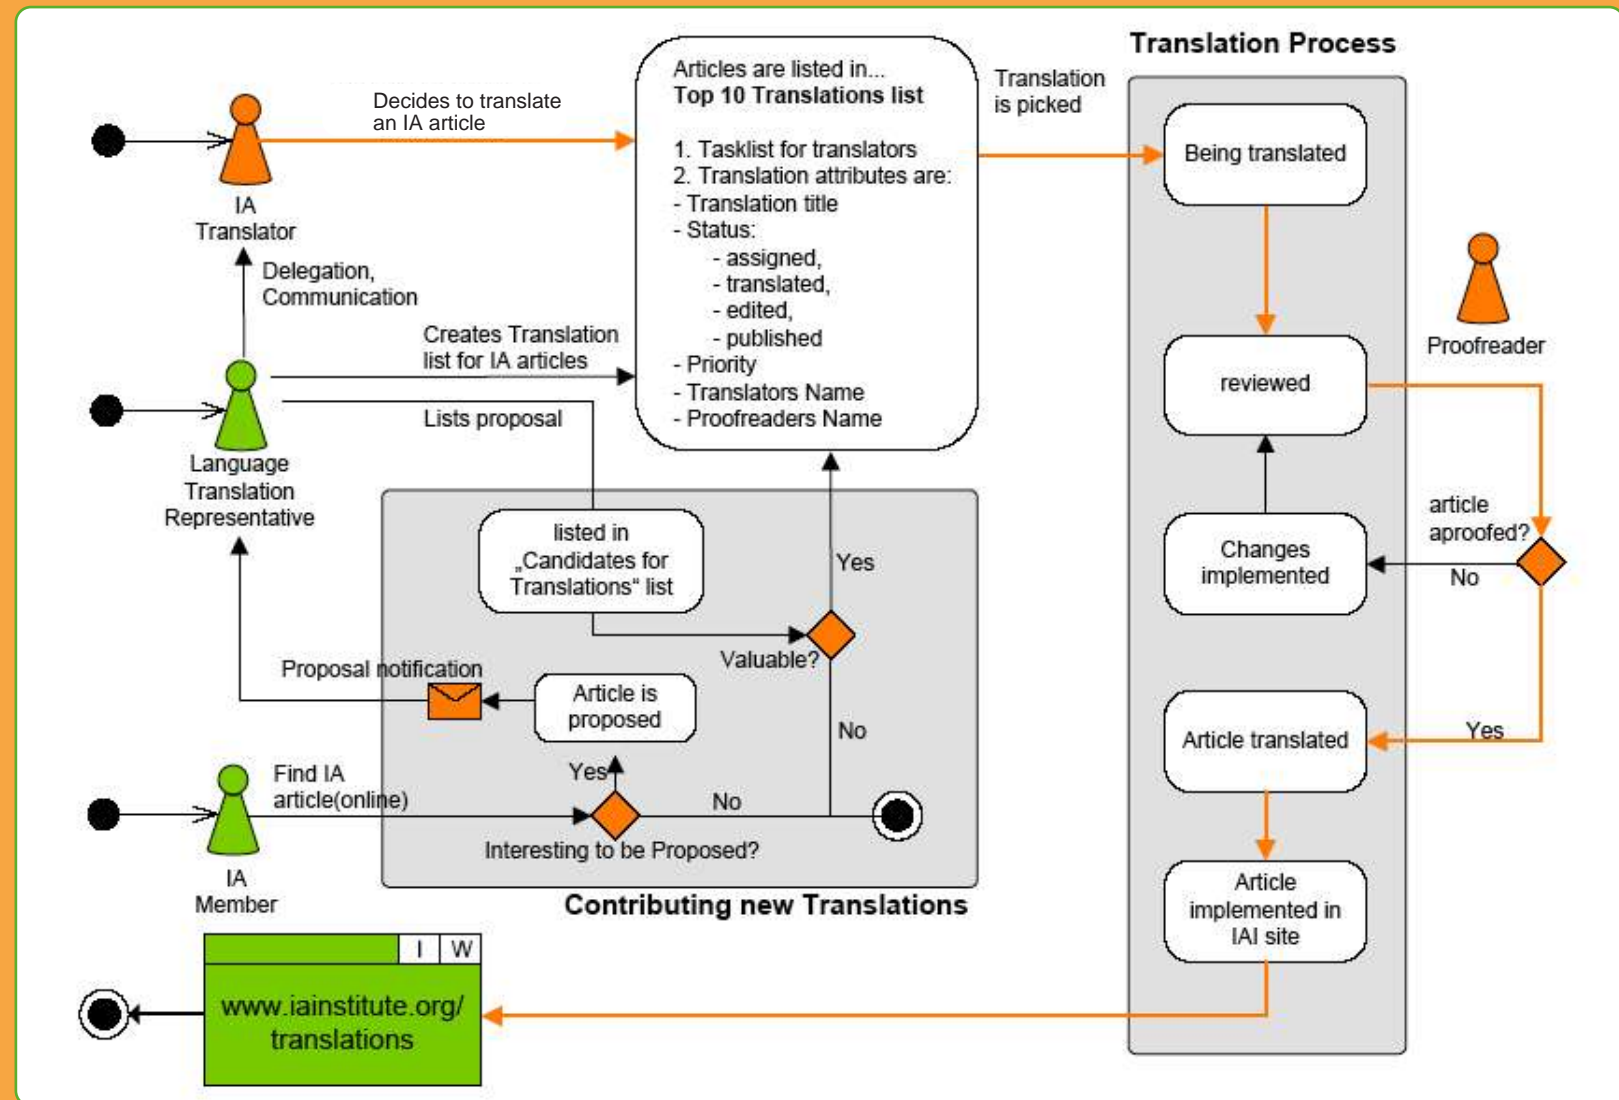 Translation Process
Articles are listed in...
Top 10 Translations list
1. Tasklist for translators
2. Translation attributes are:
- Translation title
- Status:
- assigned,
- translated,
- edited,
- published
- Priority
- Translators Name
- Proofreaders Name
Decides to translate
an IA article
Translation
is picked
Being translated
IA
Translator
Delegation,
Communication
Creates Translation
list for IA articles
Lists proposal
Language
Translation
Representative
reviewed
Proofreader
article
aproofed?
No
Changes
implemented
Yes
Article translated
Article
implemented in
IAI site
listed in
„Candidates for
Translations“ list
Yes
Valuable?
No
Proposal notification
Article is
proposed
Yes
Find IA
article(online)
No
Interesting to be Proposed?
IA
Member
Contributing new Translations
I W
www.iainstitute.org/
translations